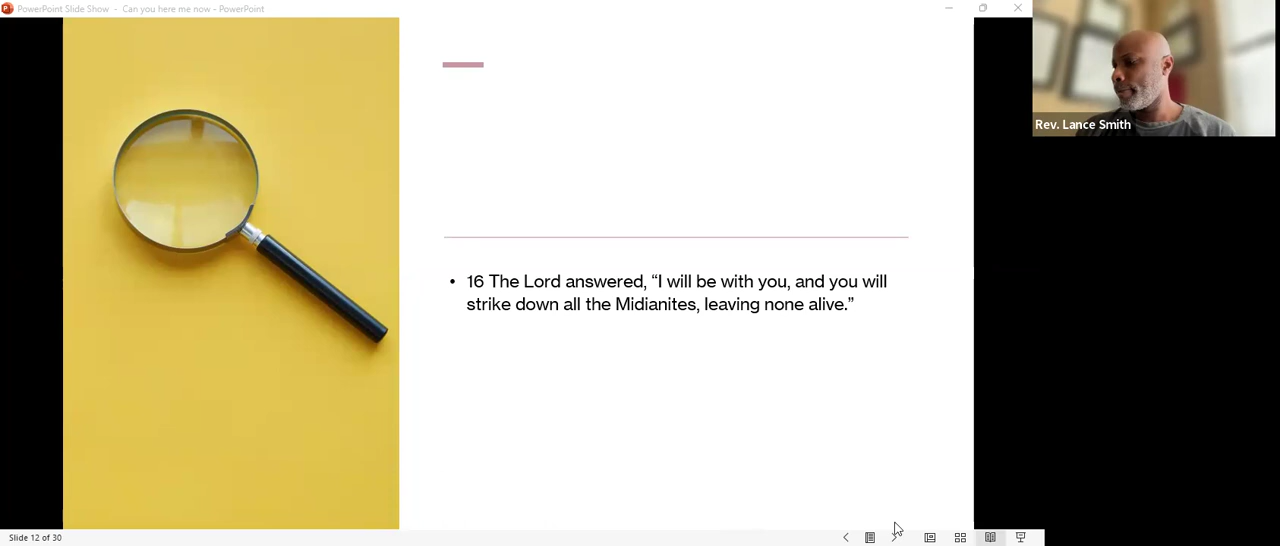 PowerPoint Slide Show - Can you here me now - PowerPoint
Rev. Lance Smith
• 16 The Lord answered, “I will be with you, and you will
strike down all the Midianites, leaving none alive.”
Slide 12 of 30